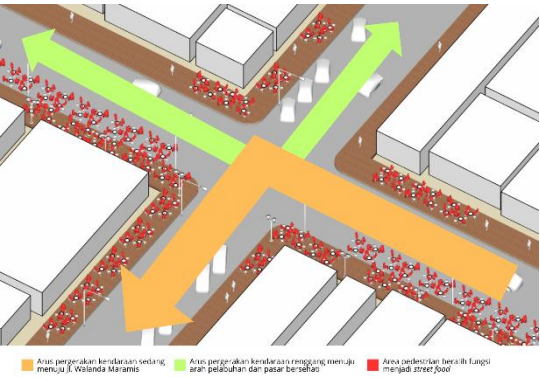 Arus pergerakan kendaraan sedang
menuju Jl. Walanda Maramis
Arus pergerakan kendaraan renggang menuju
arah pelabuhan dan pasar bersehati
Area pedestrian beralih fungsi
menjadi street food